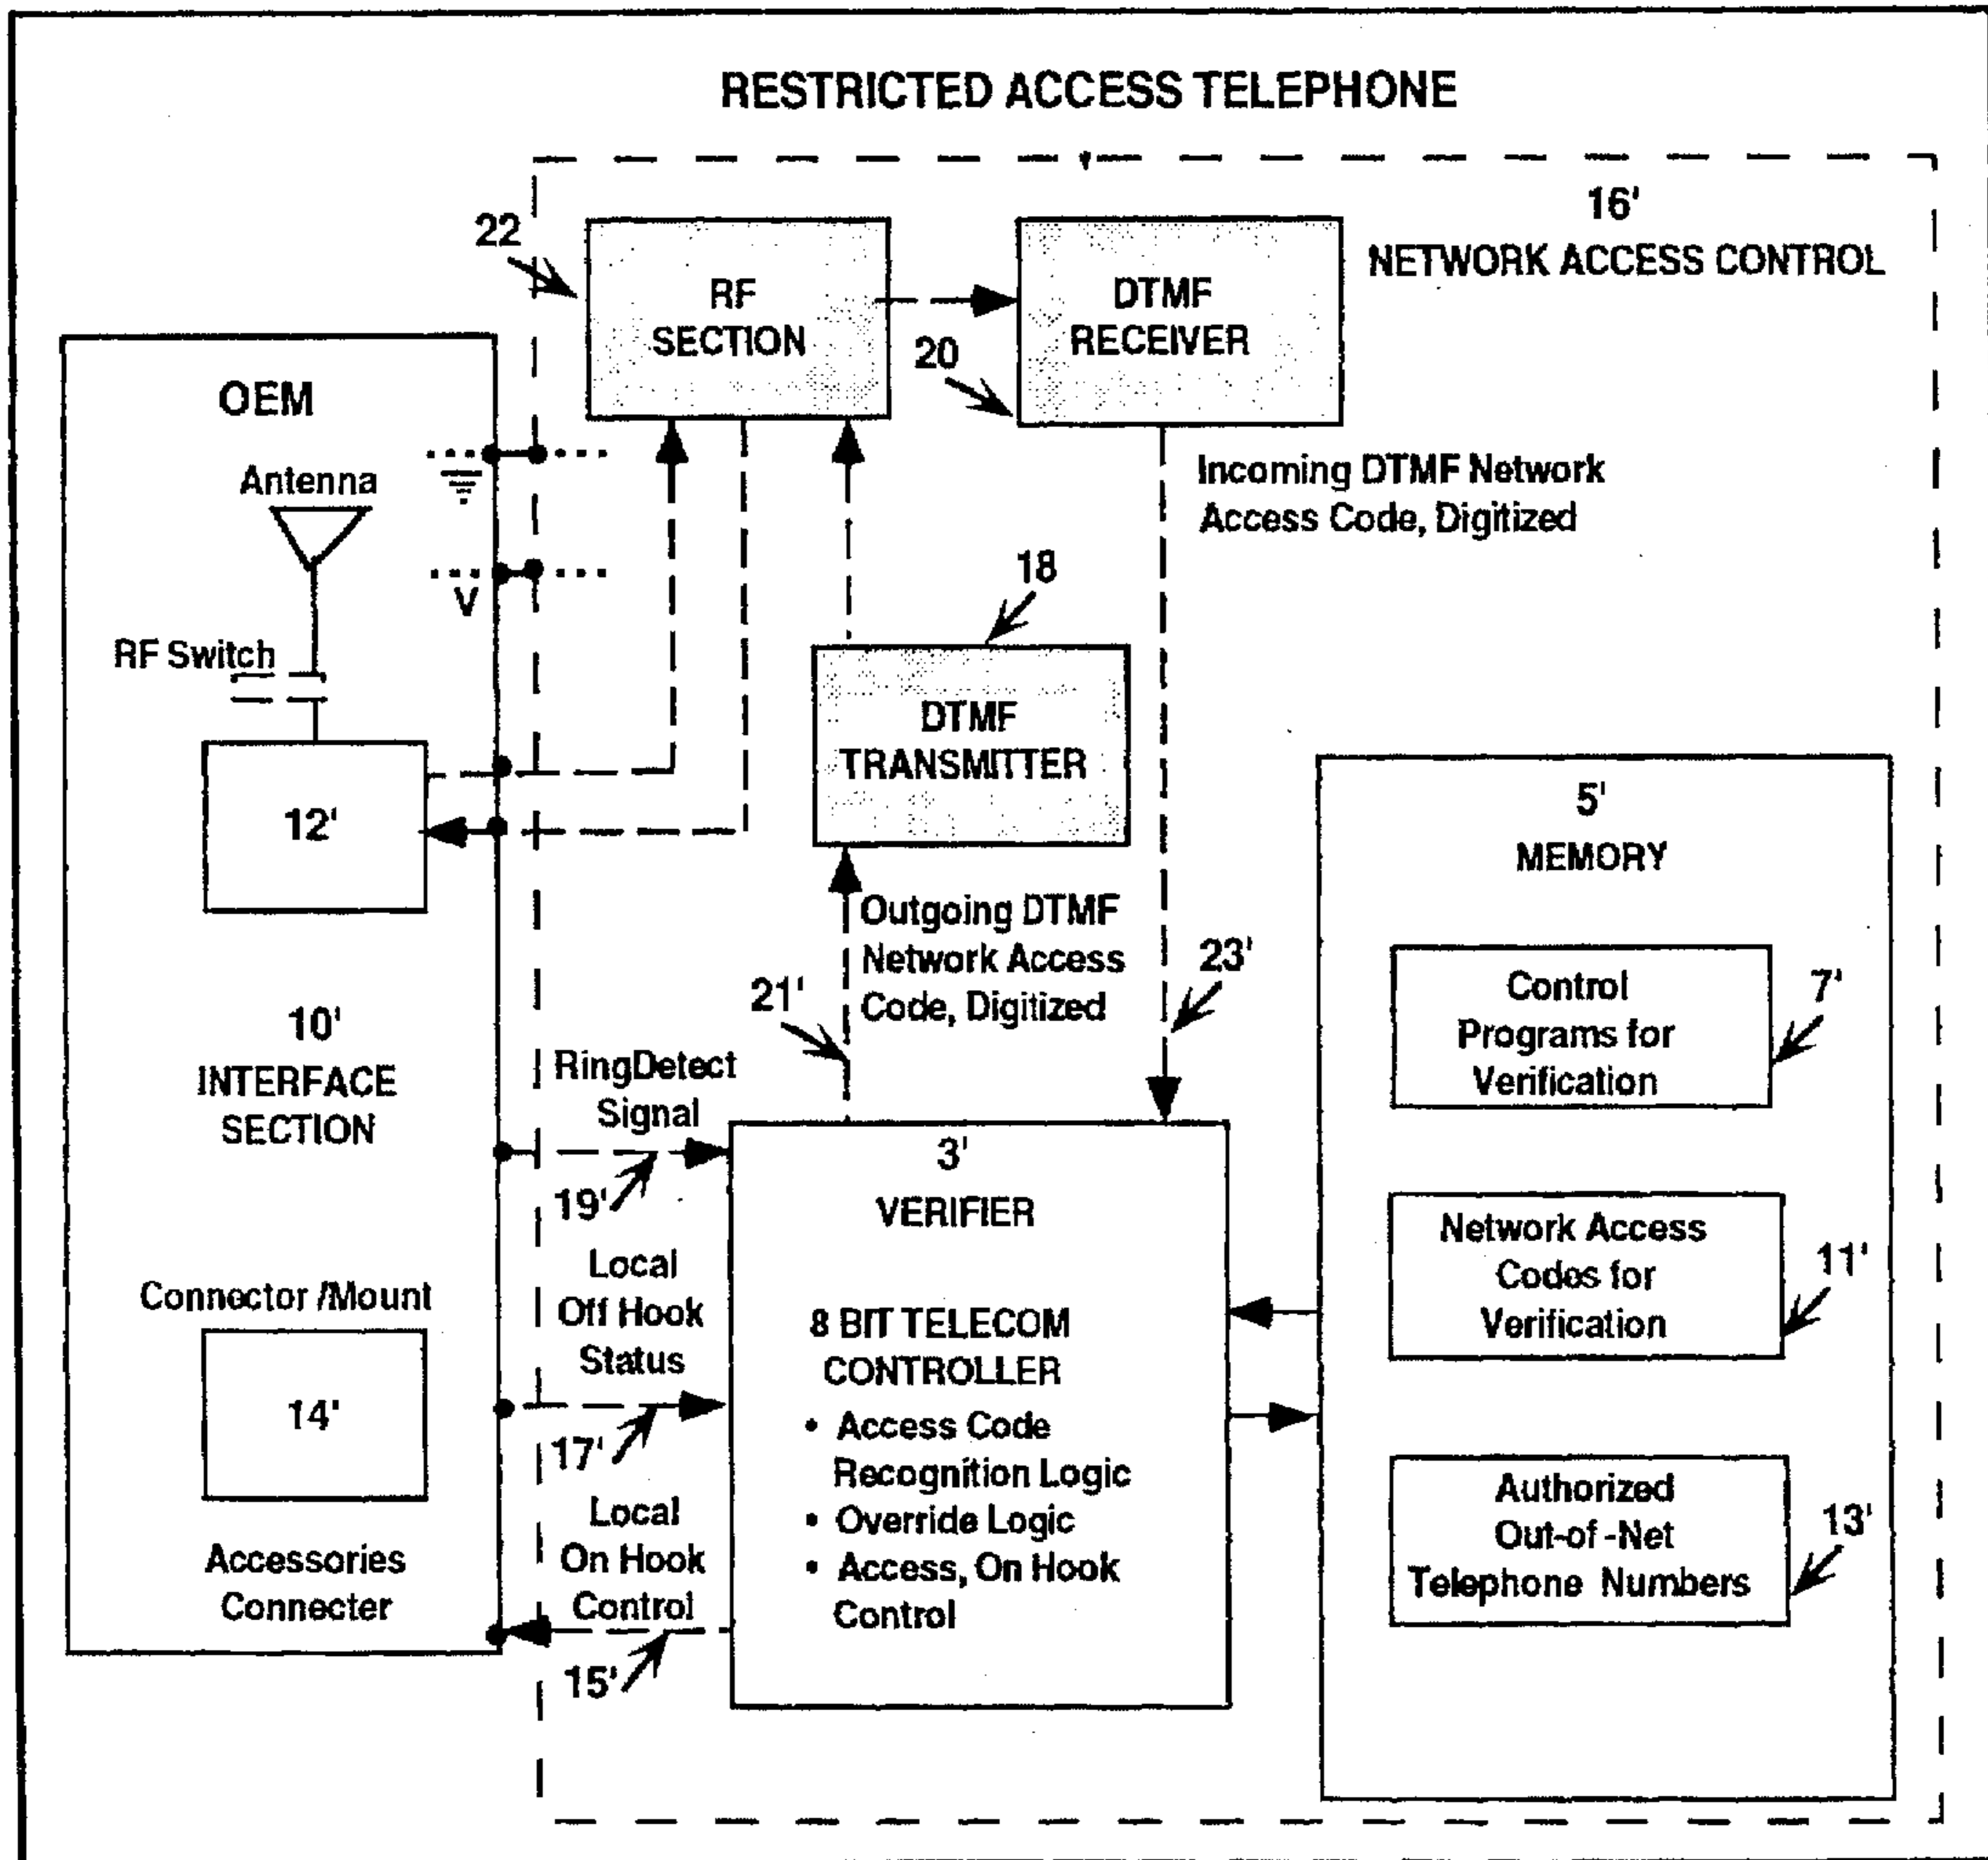 RESTRICTED ACCESS TELEPHONE
16'
NETWORK ACCESS CONTROL
22
RF
SECTION
DTMF
RECEIVER
20
OEM
Antenna
V
RF Switch
12'
Incoming DTMF Network
Access Code, Digitized
18
DTMF
TRANSMITTER
Outgoing DTMF
Network Access
Code, Digitized
21'
23'
5'
MEMORY
Control
Programs for
Verification
7'
Network Access
Codes for
Verification
11'
Authorized
Out-of -Net
Telephone Numbers
13'
10'
INTERFACE
SECTION
RingDetect
Signal
19'
Local
Off Hook
Status
17'
Local
On Hook
Control
15'
Connector /Mount
14'
Accessories
Connecter
3'
VERIFIER
8 BIT TELECOM
CONTROLLER
• Access Code
Recognition Logic
• Override Logic
• Access, On Hook
Control